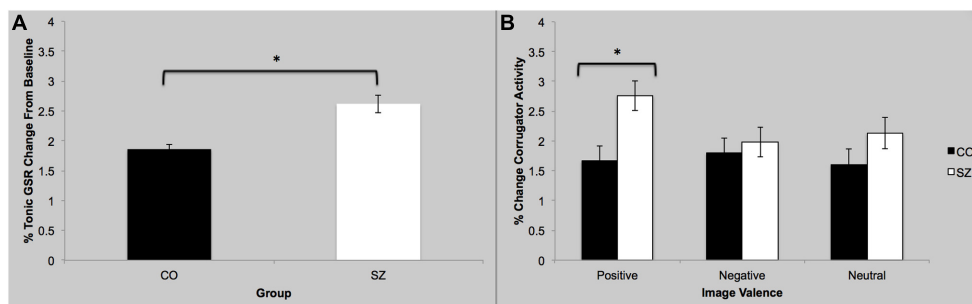 A
% Tonic GSR Change From Baseline
4
3.5
3
2.5
2
1.5
1
0.5
0
*
CO
SZ
Group
B
% Change Corrugator Activity
4
3.5
3
2.5
2
1.5
1
0.5
0
*
Positive
Negative
Neutral
Image Valence
CO
SZ